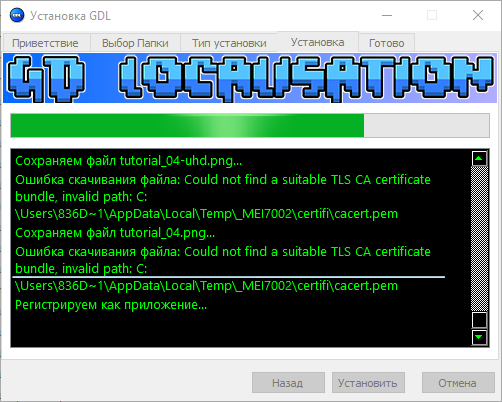 Установка GDL
Приветствие
Выбор Папки
Тип установки
Установка
Готово
GD LOCALISATION
Сохраняем файл tutorial_04-uhd.png...
Ошибка скачивания файла: Could not find a suitable TLS CA certificate
bundle, invalid path: C:
\Users\836D~1\AppData\Local\Temp\_MEI7002\certifi\cacert.pem
Сохраняем файл tutorial_04.png...
Ошибка скачивания файла: Could not find a suitable TLS CA certificate
bundle, invalid path: C:
\Users\836D~1\AppData\Local\Temp\_MEI7002\certifi\cacert.pem
Регистрируем как приложение...
Назад
Установить
Отмена